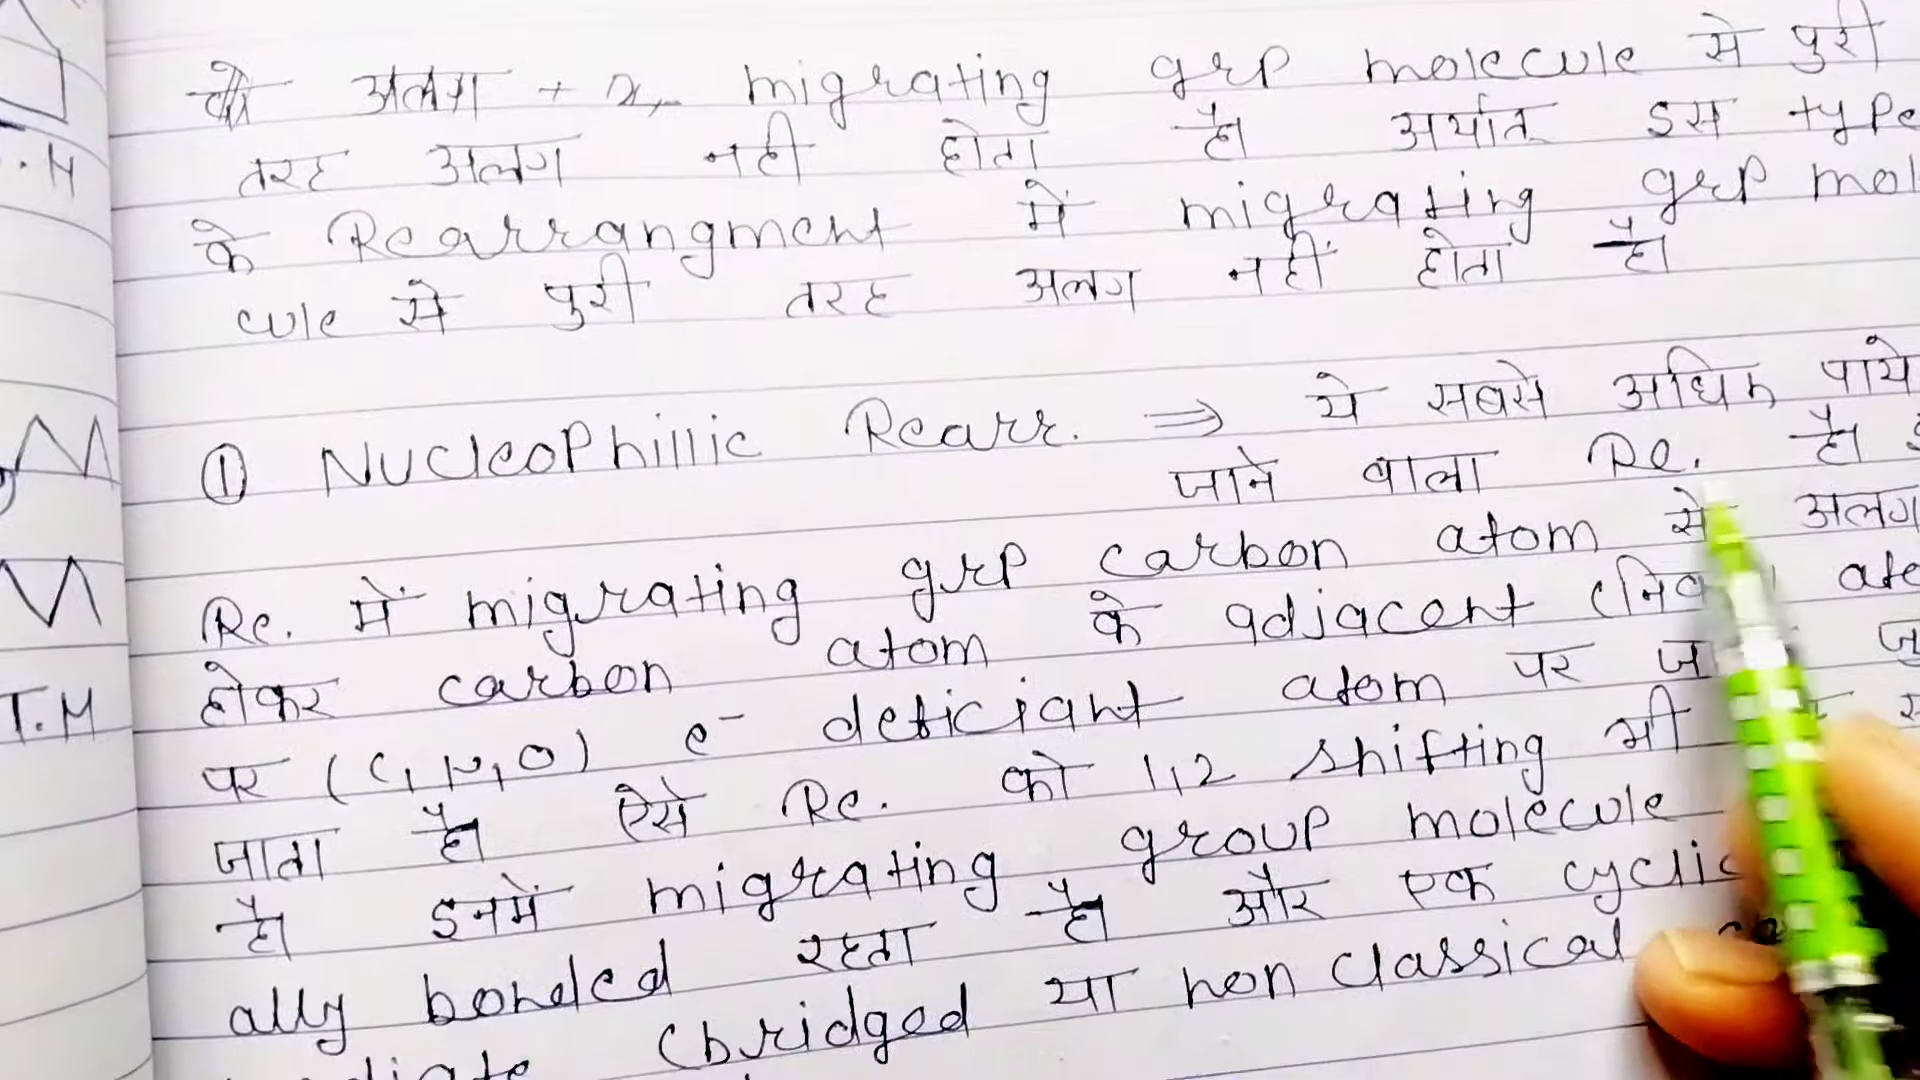 अलग + x, migrating grp molecule से पुरी
तरह अलग नही होता है। अर्थात इस type
के Rearrangment में migrating grp mol
cule से पुरी तरह अलग नहीं होता है।
① Nucleophillic Rearr. ⇒ ये सबसे अधिक पाये
जाने वाला Re. है।
Re. में migrating grp carbon atom से अलग
होकर carbon atom के adjacent
पर (C, N, O) e⁻ deficiant atom पर
जाता है। ऐसे Re. को 1,2 shifting भी
है। इनमें migrating group molecule
ally bonded रहता है। और एक cyclic
(bridged या non classical
T.M